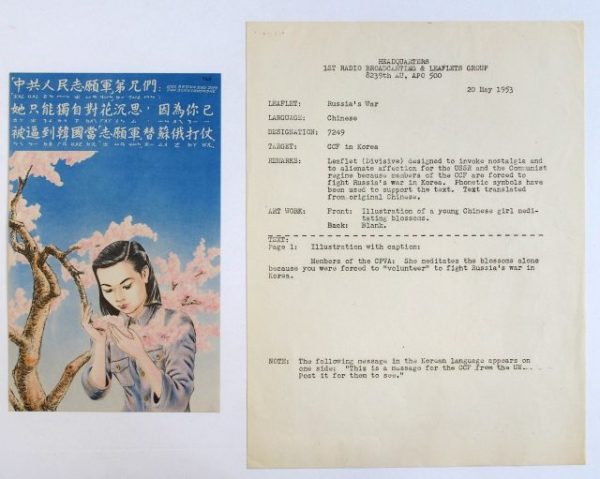 中共人民志願軍第兄們:
她只能獨自對花沉思, 因為你已
被逼到韓國當"志願軍"替蘇俄打仗
HEADQUARTERS
1ST RADIO BROADCASTING & LEAFLETS GROUP
8239th AU, APO 500
20 May 1953
LEAFLET: Russia's War
LANGUAGE: Chinese
DESIGNATION: 7249
TARGET: CCF in Korea
REMARKS: Leaflet (Divisive) designed to invoke nostalgia and
to alienate affection for the USSR and the Communist
regime because members of the CCF are forced to
fight Russia's war in Korea. Phonetic symbols have
been used to support the text. Text translated
from original Chinese.
ART WORK: Front: Illustration of a young Chinese girl medi-
tating blossoms.
Back: Blank.
TEXT:
Page 1: Illustration with caption:
Members of the CPVA: She meditates the blossoms alone
because you were forced to "volunteer" to fight Russia's war in
Korea.
NOTE: The following message in the Korean language appears on
one side: "This is a message for the CCF from the UN...
Post it for them to see."